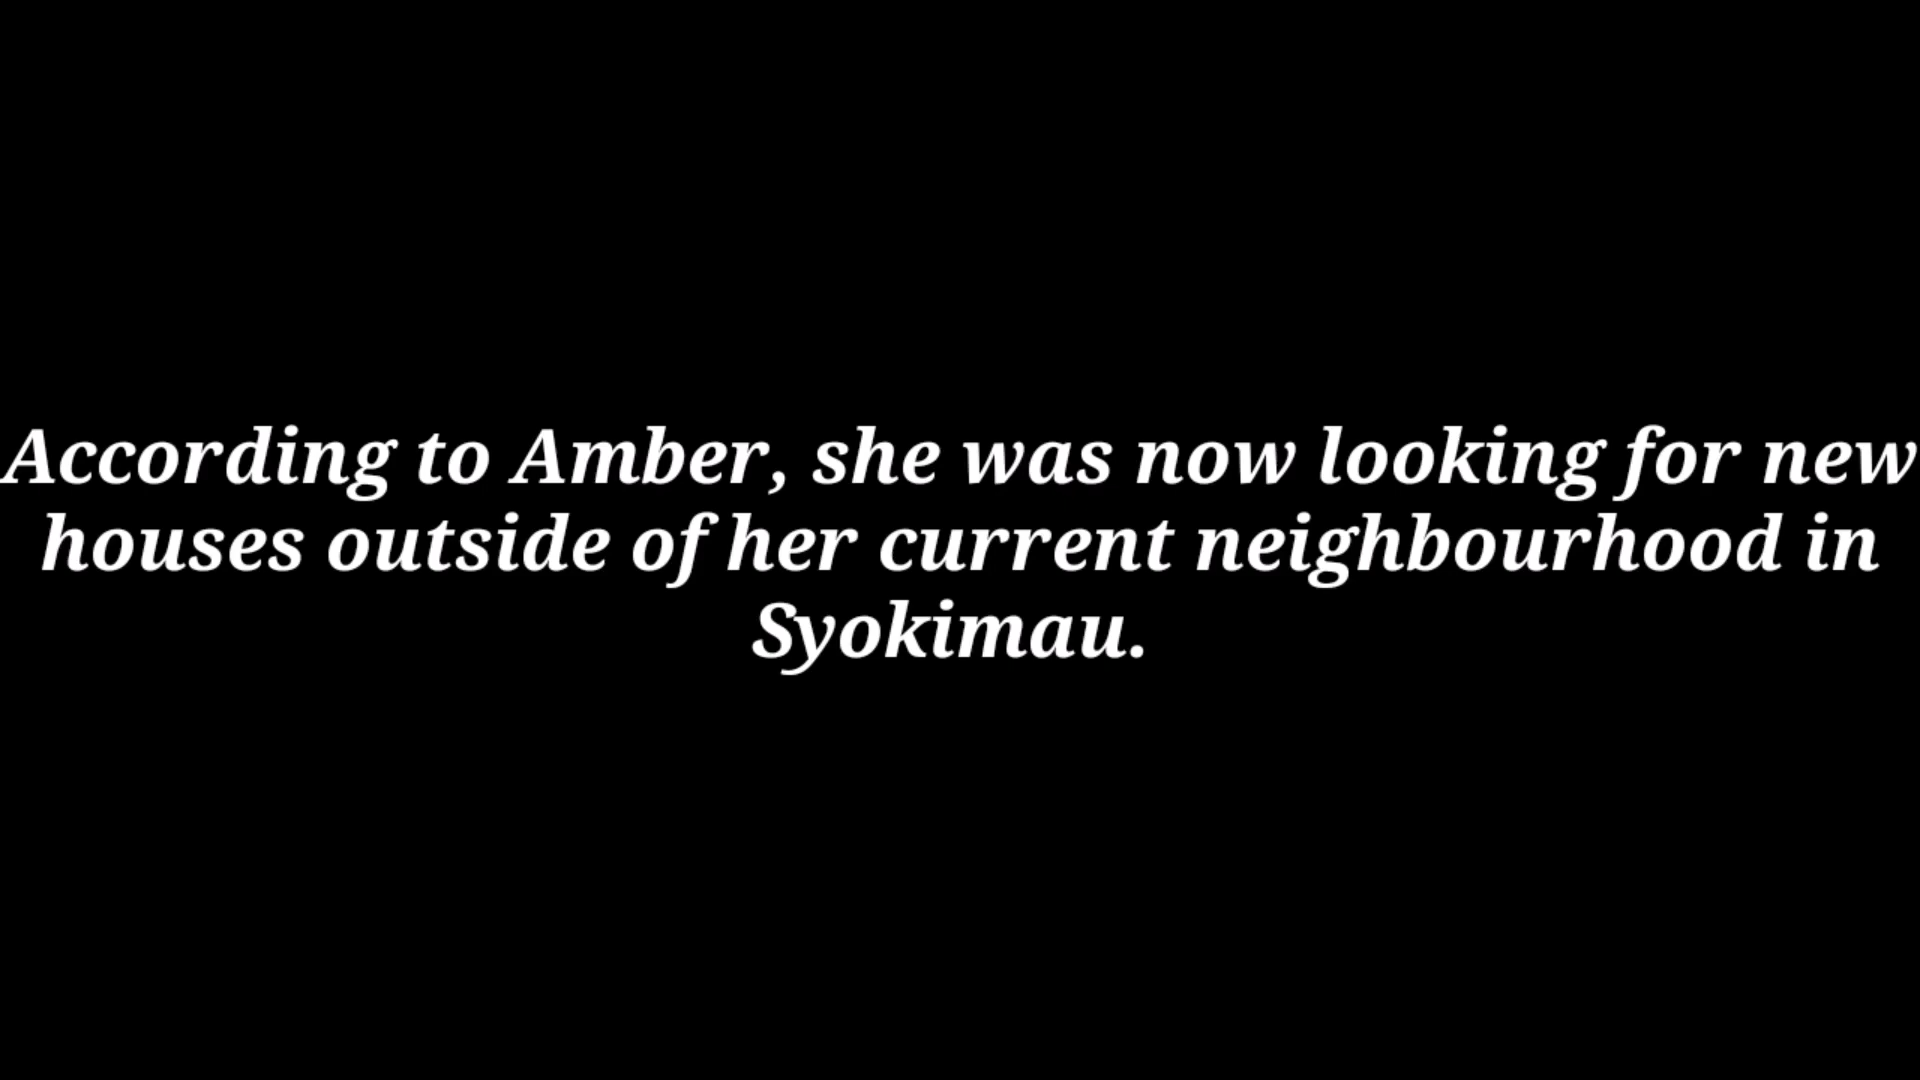 According to Amber, she was now looking for new
houses outside of her current neighbourhood in
Syokimau.